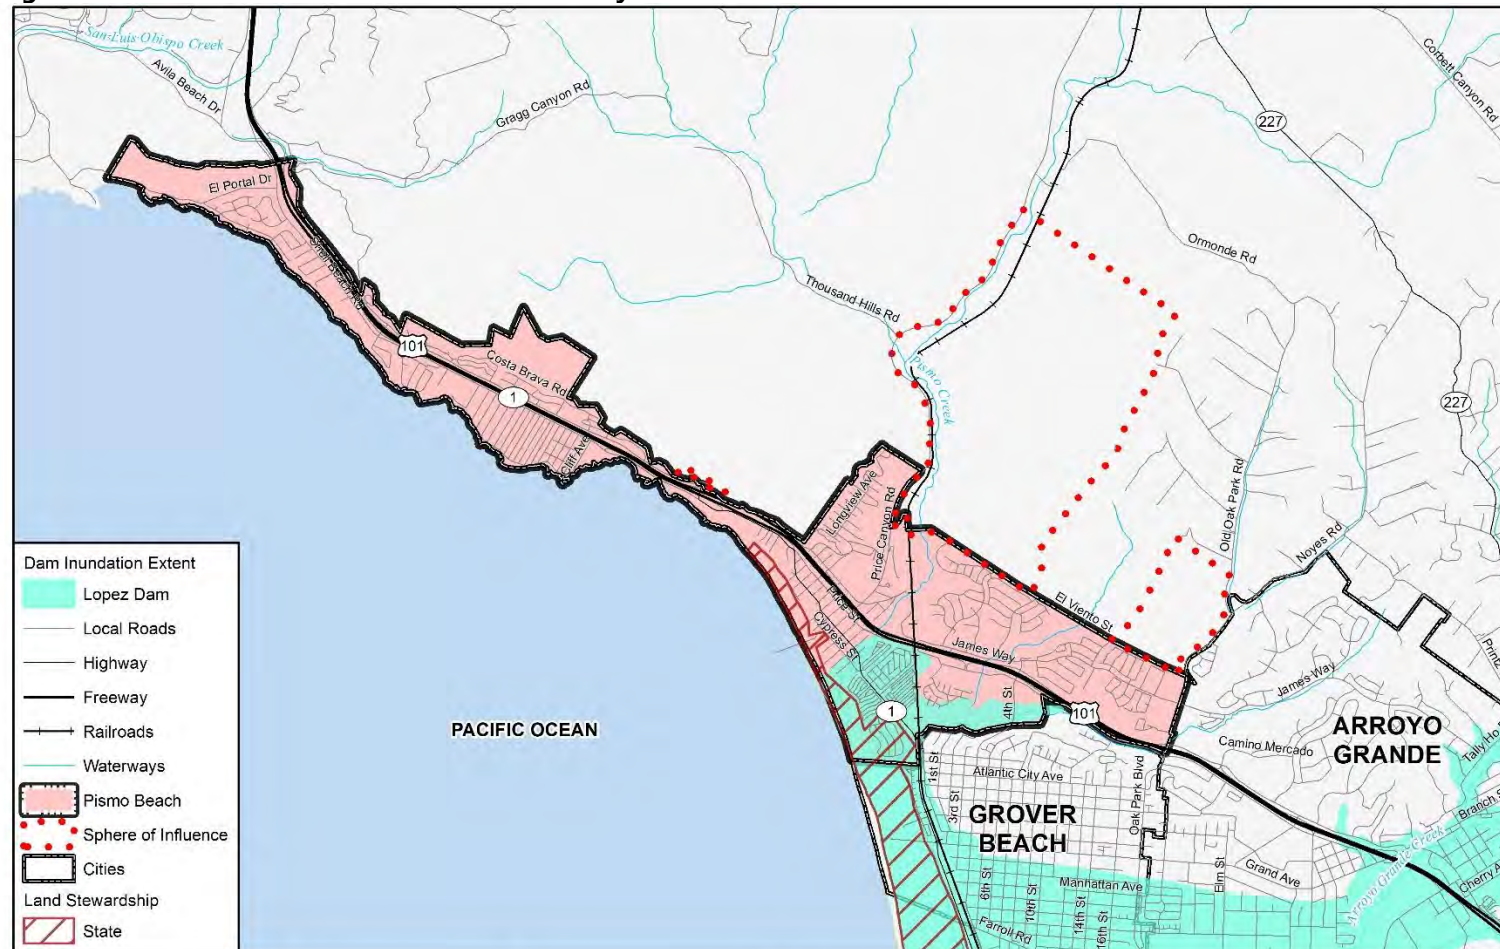 San Luis Obispo Creek
Avila Beach Dr
Gragg Canyon Rd
Corbett Canyon Rd
227
El Portal Dr
Shell Beach Rd
Ormonde Rd
Thousand Hills Rd
101
Costa Brava Rd
Pismo Creek
1
227
Cliff Ave
Longview Ave
Price Canyon Rd
Old Oak Park Rd
Noyes Rd
El Viento St
Price St
Cypress St
James Way
James Way
4th St
1
101
PACIFIC OCEAN
ARROYO
GRANDE
Camino Mercado
1st St
Atlantic City Ave
Oak Park Blvd
3rd St
GROVER
BEACH
Branch
Grand Ave
Elm St
Manhattan Ave
6th St
10th St
14th St
16th St
Farroll Rd
Arroyo Grande Creek
Cherry A
Dam Inundation Extent
Lopez Dam
Local Roads
Highway
Freeway
Railroads
Waterways
Pismo Beach
Sphere of Influence
Cities
Land Stewardship
State